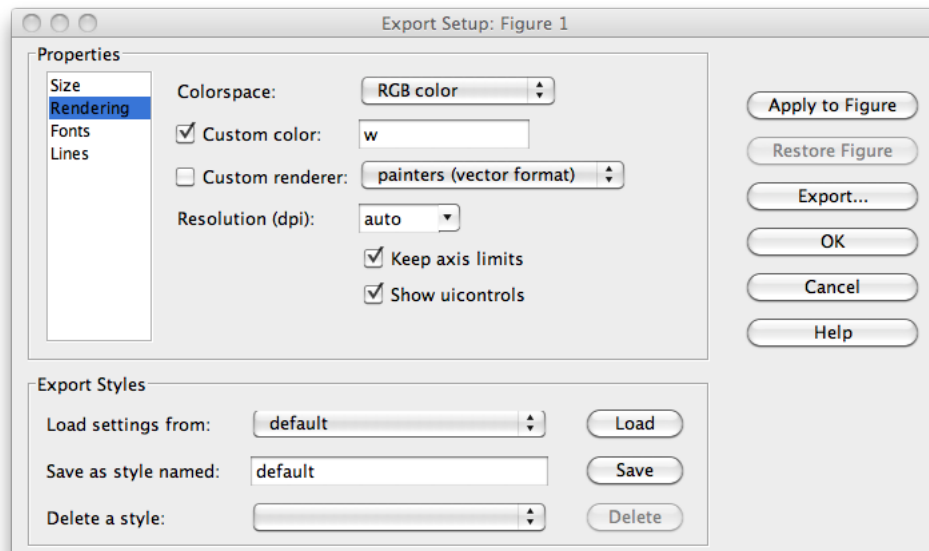 Export Setup: Figure 1
Properties
Size
Rendering
Fonts
Lines
Colorspace:
RGB color
Custom color:
w
Custom renderer:
painters (vector format)
Resolution (dpi):
auto
Keep axis limits
Show uicontrols
Apply to Figure
Restore Figure
Export...
OK
Cancel
Help
Export Styles
Load settings from:
default
Load
Save as style named:
default
Save
Delete a style:
Delete